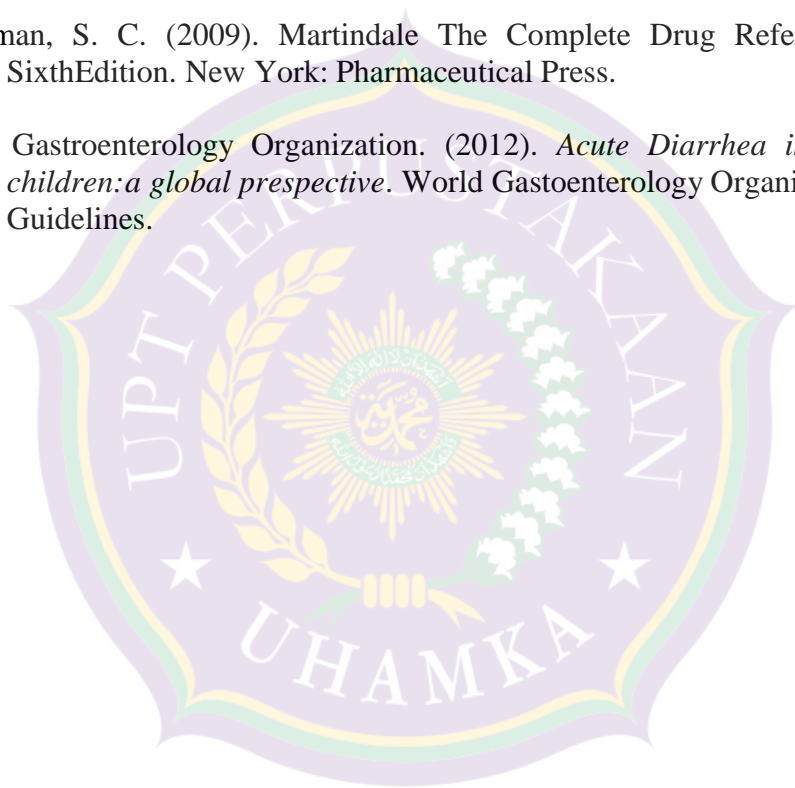 man, S. C. (2009). Martindale The Complete Drug Refe
SixthEdition. New York: Pharmaceutical Press.
Gastroenterology Organization. (2012). Acute Diarrhea i
children:a global prespective. World Gastoenterology Organi
Guidelines.
UPT PERPUSTAKAAN
UHAMKA